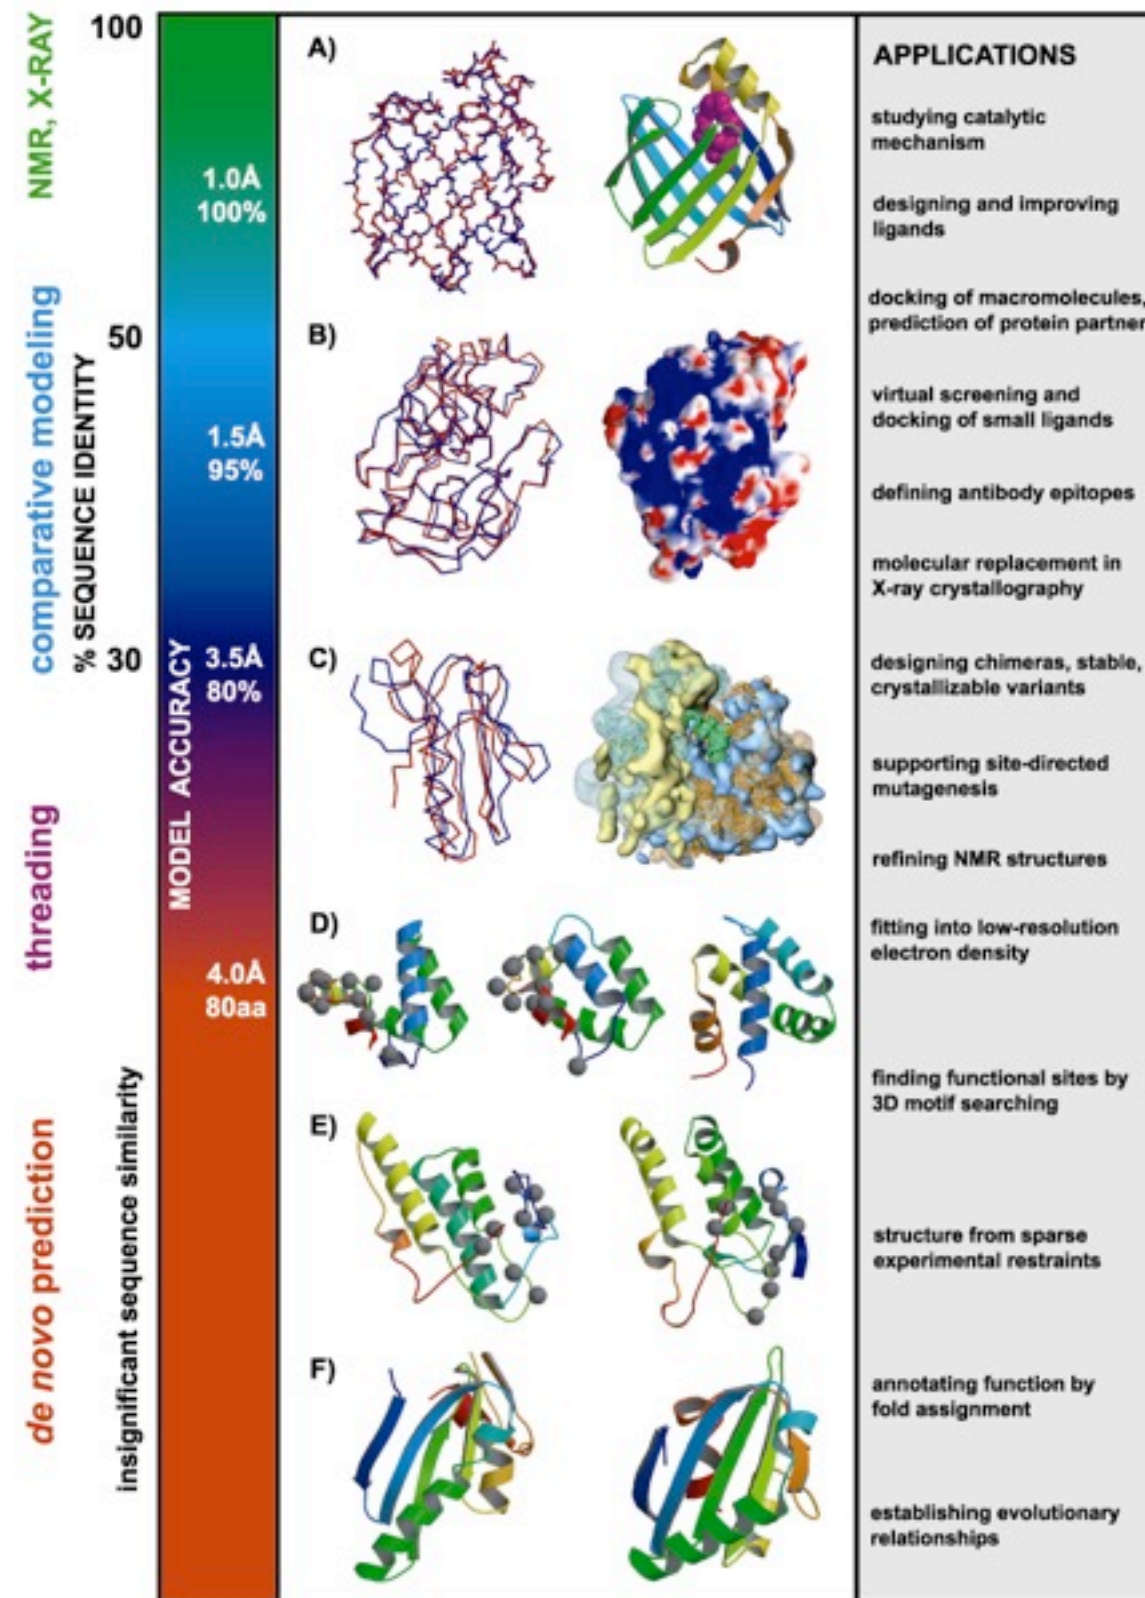 NMR, X-RAY
comparative modeling
threading
de novo prediction
100
50
30
% SEQUENCE IDENTITY
insignificant sequence similarity
MODEL ACCURACY
1.0Å
100%
1.5Å
95%
3.5Å
80%
4.0Å
80aa
A)
B)
C)
D)
E)
F)
APPLICATIONS
studying catalytic
mechanism
designing and improving
ligands
docking of macromolecules,
prediction of protein partner
virtual screening and
docking of small ligands
defining antibody epitopes
molecular replacement in
X-ray crystallography
designing chimeras, stable,
crystallizable variants
supporting site-directed
mutagenesis
refining NMR structures
fitting into low-resolution
electron density
finding functional sites by
3D motif searching
structure from sparse
experimental restraints
annotating function by
fold assignment
establishing evolutionary
relationships